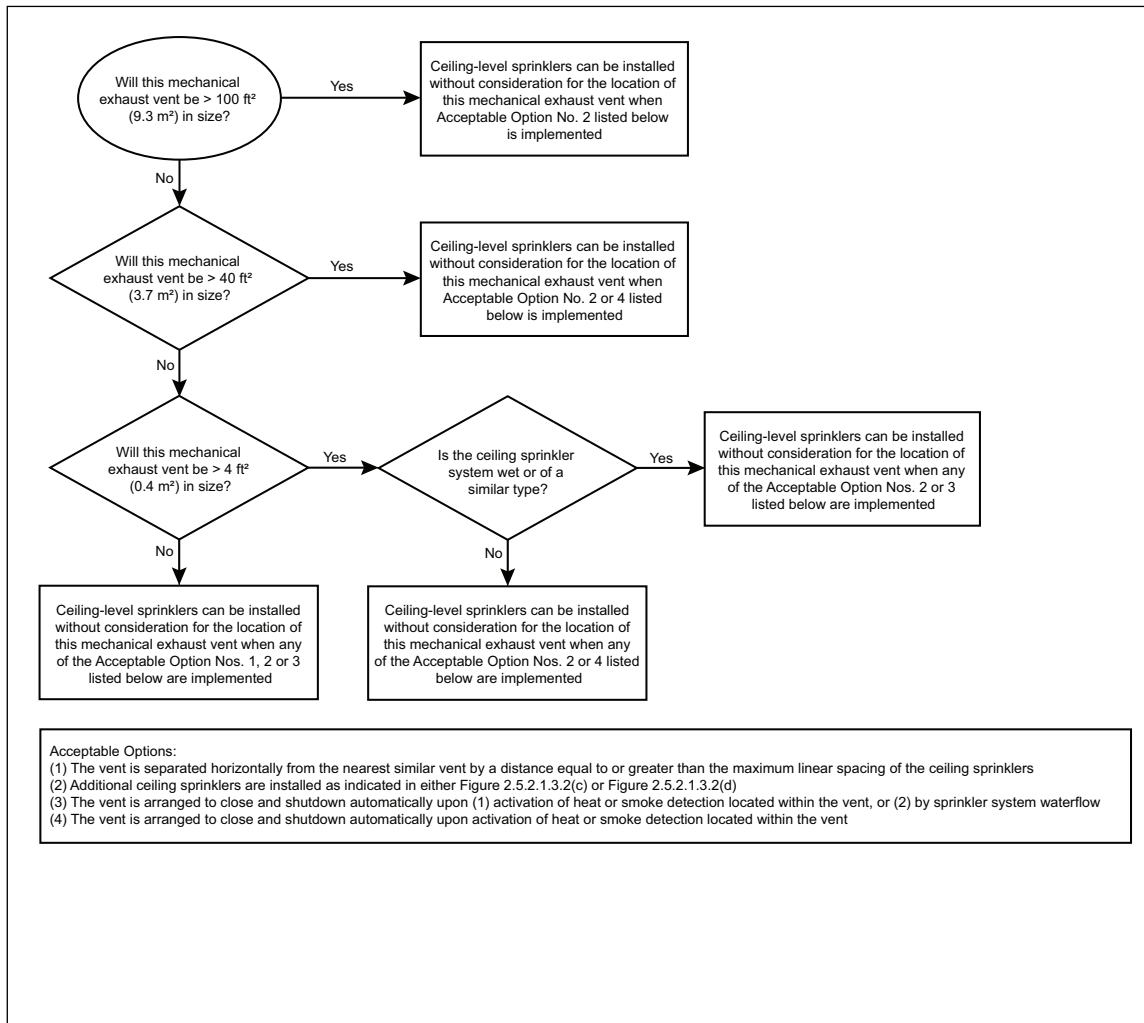 Will this mechanical
exhaust vent be > 100 ft²
(9.3 m²) in size?
Yes
Ceiling-level sprinklers can be installed
without consideration for the location of
this mechanical exhaust vent when
Acceptable Option No. 2 listed below
is implemented
No
Will this mechanical
exhaust vent be > 40 ft²
(3.7 m²) in size?
Yes
Ceiling-level sprinklers can be installed
without consideration for the location of
this mechanical exhaust vent when
Acceptable Option No. 2 or 4 listed
below is implemented
No
Will this mechanical
exhaust vent be > 4 ft²
(0.4 m²) in size?
Yes
Is the ceiling sprinkler
system wet or of a
similar type?
Yes
Ceiling-level sprinklers can be installed
without consideration for the location of
this mechanical exhaust vent when any
of the Acceptable Option Nos. 2 or 3
listed below are implemented
No
Ceiling-level sprinklers can be installed
without consideration for the location of
this mechanical exhaust vent when any
of the Acceptable Option Nos. 1, 2 or 3
listed below are implemented
No
Ceiling-level sprinklers can be installed
without consideration for the location of
this mechanical exhaust vent when any
of the Acceptable Option Nos. 2 or 4 listed
below are implemented
Acceptable Options:
(1) The vent is separated horizontally from the nearest similar vent by a distance equal to or greater than the maximum linear spacing of the ceiling sprinklers
(2) Additional ceiling sprinklers are installed as indicated in either Figure 2.5.2.1.3.2(c) or Figure 2.5.2.1.3.2(d)
(3) The vent is arranged to close and shutdown automatically upon (1) activation of heat or smoke detection located within the vent, or (2) by sprinkler system waterflow
(4) The vent is arranged to close and shutdown automatically upon activation of heat or smoke detection located within the vent